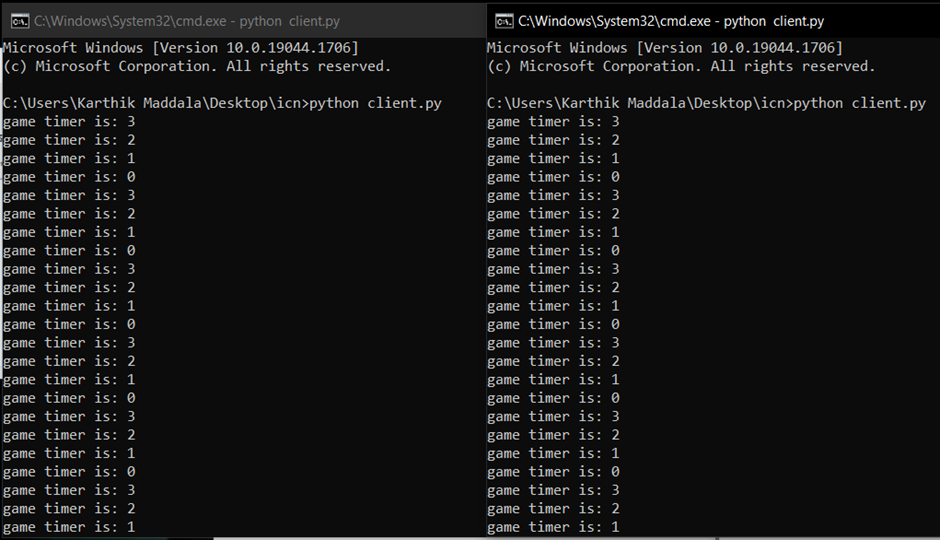 C:\Windows\System32\cmd.exe - python  client.py
Microsoft Windows [Version 10.0.19044.1706]
(c) Microsoft Corporation. All rights reserved.
C:\Users\Karthik Maddala\Desktop\icn>python client.py
game timer is: 3
game timer is: 2
game timer is: 1
game timer is: 0
game timer is: 3
game timer is: 2
game timer is: 1
game timer is: 0
game timer is: 3
game timer is: 2
game timer is: 1
game timer is: 0
game timer is: 3
game timer is: 2
game timer is: 1
game timer is: 0
game timer is: 3
game timer is: 2
game timer is: 1
game timer is: 0
game timer is: 3
game timer is: 2
game timer is: 1
C:\Windows\System32\cmd.exe - python  client.py
Microsoft Windows [Version 10.0.19044.1706]
(c) Microsoft Corporation. All rights reserved.
C:\Users\Karthik Maddala\Desktop\icn>python client.py
game timer is: 3
game timer is: 2
game timer is: 1
game timer is: 0
game timer is: 3
game timer is: 2
game timer is: 1
game timer is: 0
game timer is: 3
game timer is: 2
game timer is: 1
game timer is: 0
game timer is: 3
game timer is: 2
game timer is: 1
game timer is: 0
game timer is: 3
game timer is: 2
game timer is: 1
game timer is: 0
game timer is: 3
game timer is: 2
game timer is: 1